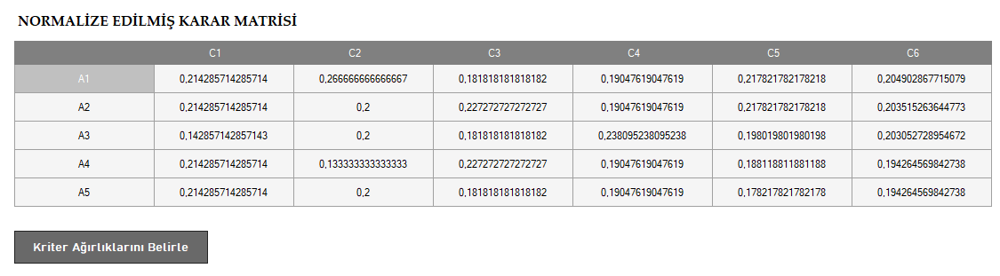 NORMALİZE EDİLMİŞ KARAR MATRİSİ
C1 C2 C3 C4 C5 C6
A1 0,214285714285714 0,266666666666667 0,181818181818182 0,19047619047619 0,217821782178218 0,204902867715079
A2 0,214285714285714 0,2 0,227272727272727 0,19047619047619 0,217821782178218 0,203515263644773
A3 0,142857142857143 0,2 0,181818181818182 0,238095238095238 0,198019801980198 0,203052728954672
A4 0,214285714285714 0,133333333333333 0,227272727272727 0,19047619047619 0,188118811881188 0,194264569842738
A5 0,214285714285714 0,2 0,181818181818182 0,19047619047619 0,178217821782178 0,194264569842738
Kriter Ağırlıklarını Belirle